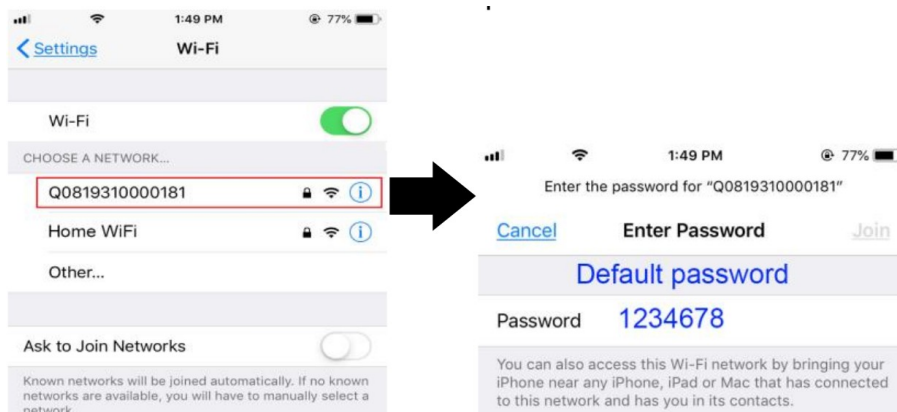 1:49 PM
77%
Settings
Wi-Fi
Wi-Fi
CHOOSE A NETWORK...
Q0819310000181
Home WiFi
Other...
Ask to Join Networks
Known networks will be joined automatically. If no known
networks are available, you will have to manually select a
network.
1:49 PM
77%
Enter the password for "Q0819310000181"
Cancel
Enter Password
Join
Default password
Password 1234678
You can also access this Wi-Fi network by bringing your
iPhone near any iPhone, iPad or Mac that has connected
to this network and has you in its contacts.